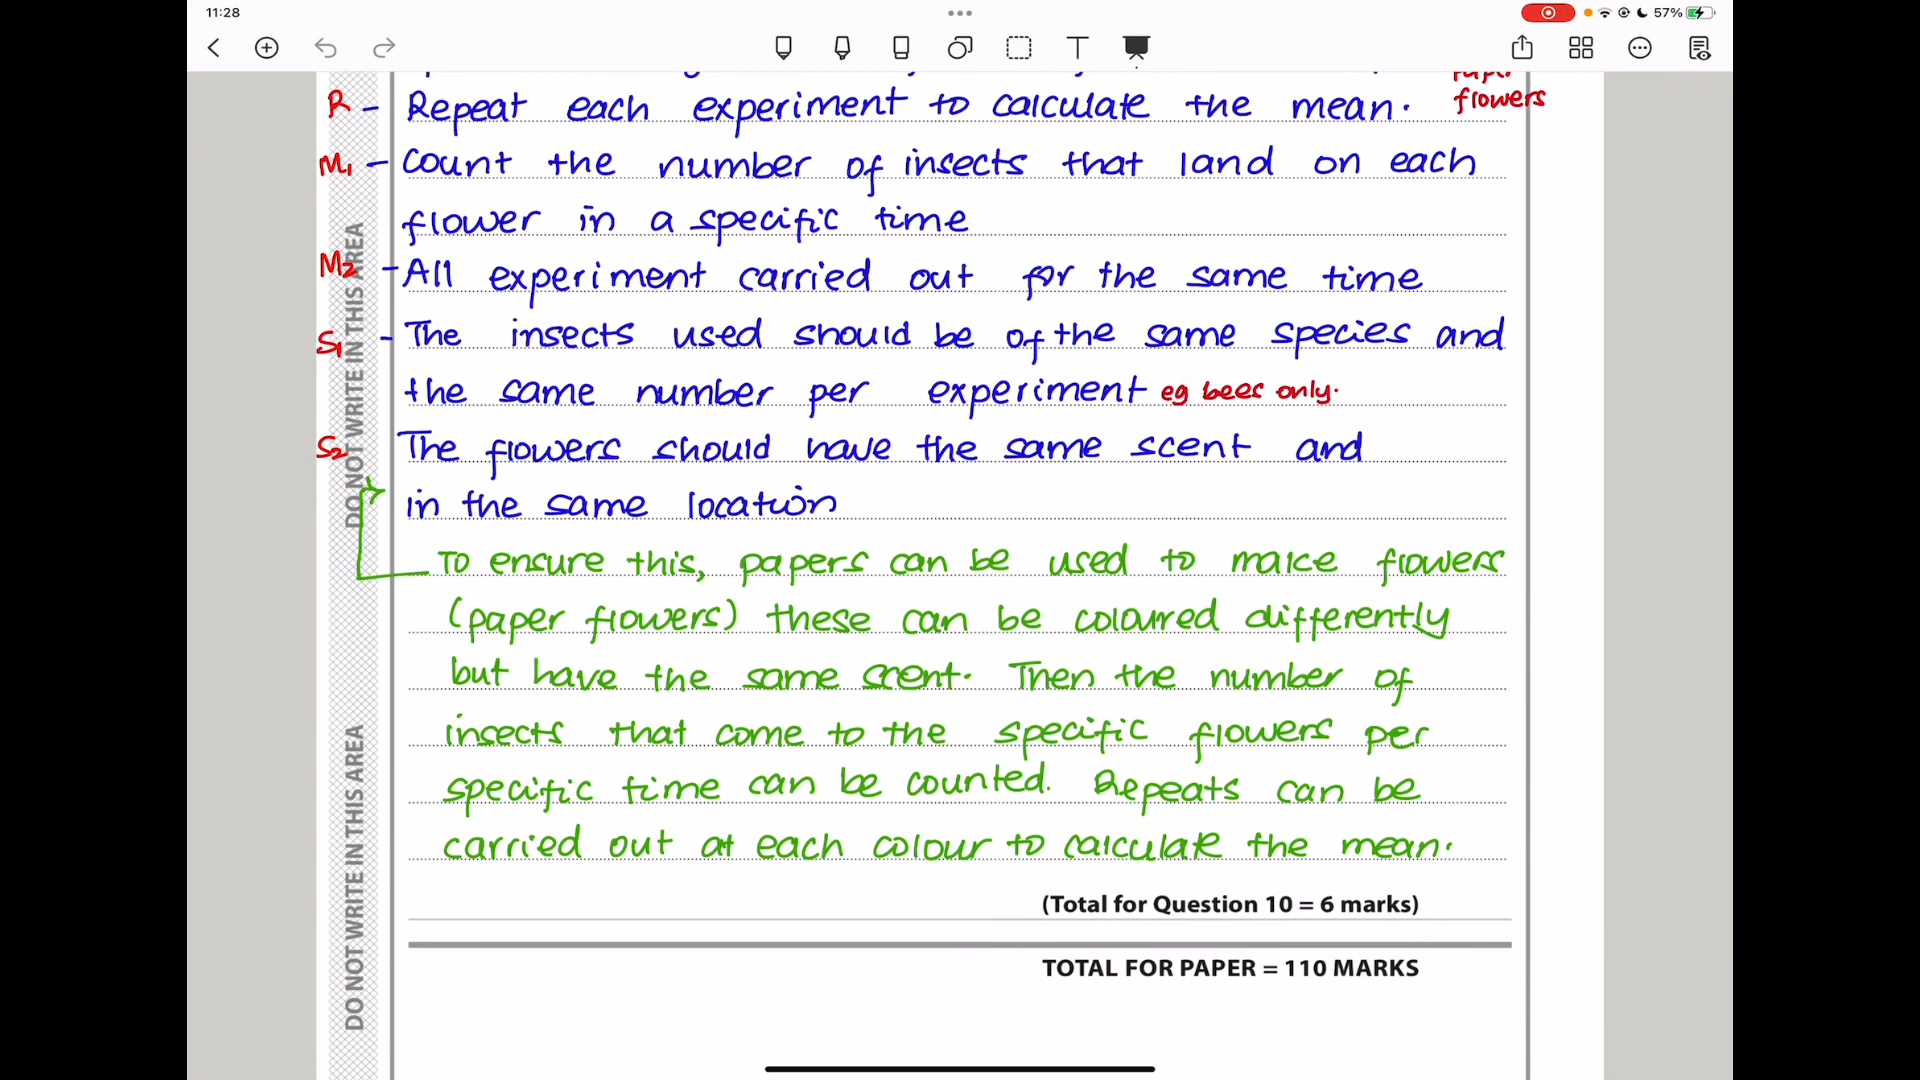 11:28
57%
flowers
R - Repeat each experiment to calculate the mean.
M1 - Count the number of insects that land on each
flower in a specific time
M2 - All experiment carried out for the same time
S1 - The insects used should be of the same species and
the same number per experiment eg bees only.
S2 The flowers should have the same scent and
in the same location
To ensure this, papers can be used to make flowers
(paper flowers) these can be coloured differently
but have the same scent. Then the number of
insects that come to the specific flowers per
specific time can be counted. Repeats can be
carried out at each colour to calculate the mean.
(Total for Question 10 = 6 marks)
TOTAL FOR PAPER = 110 MARKS
DO NOT WRITE IN THIS AREA
DO NOT WRITE IN THIS AREA